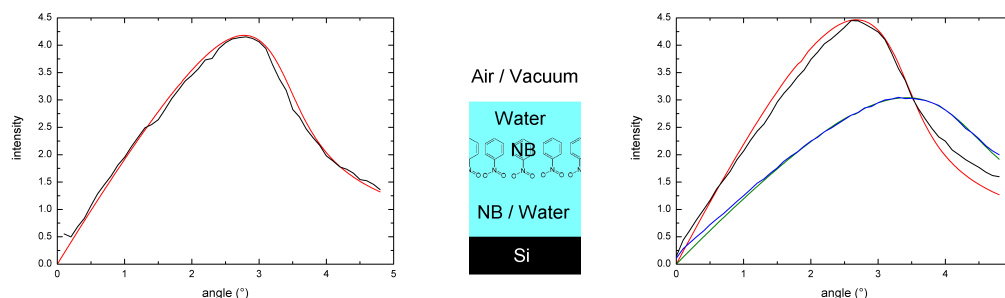 4.5
4.0
3.5
3.0
2.5
2.0
1.5
1.0
0.5
0.0
intensity
0 1 2 3 4 5
angle (°)
Air / Vacuum
Water
NB
N O O N O O N O O N O O N O
NB / Water
Si
4.5
4.0
3.5
3.0
2.5
2.0
1.5
1.0
0.5
0.0
intensity
0 1 2 3 4
angle (°)